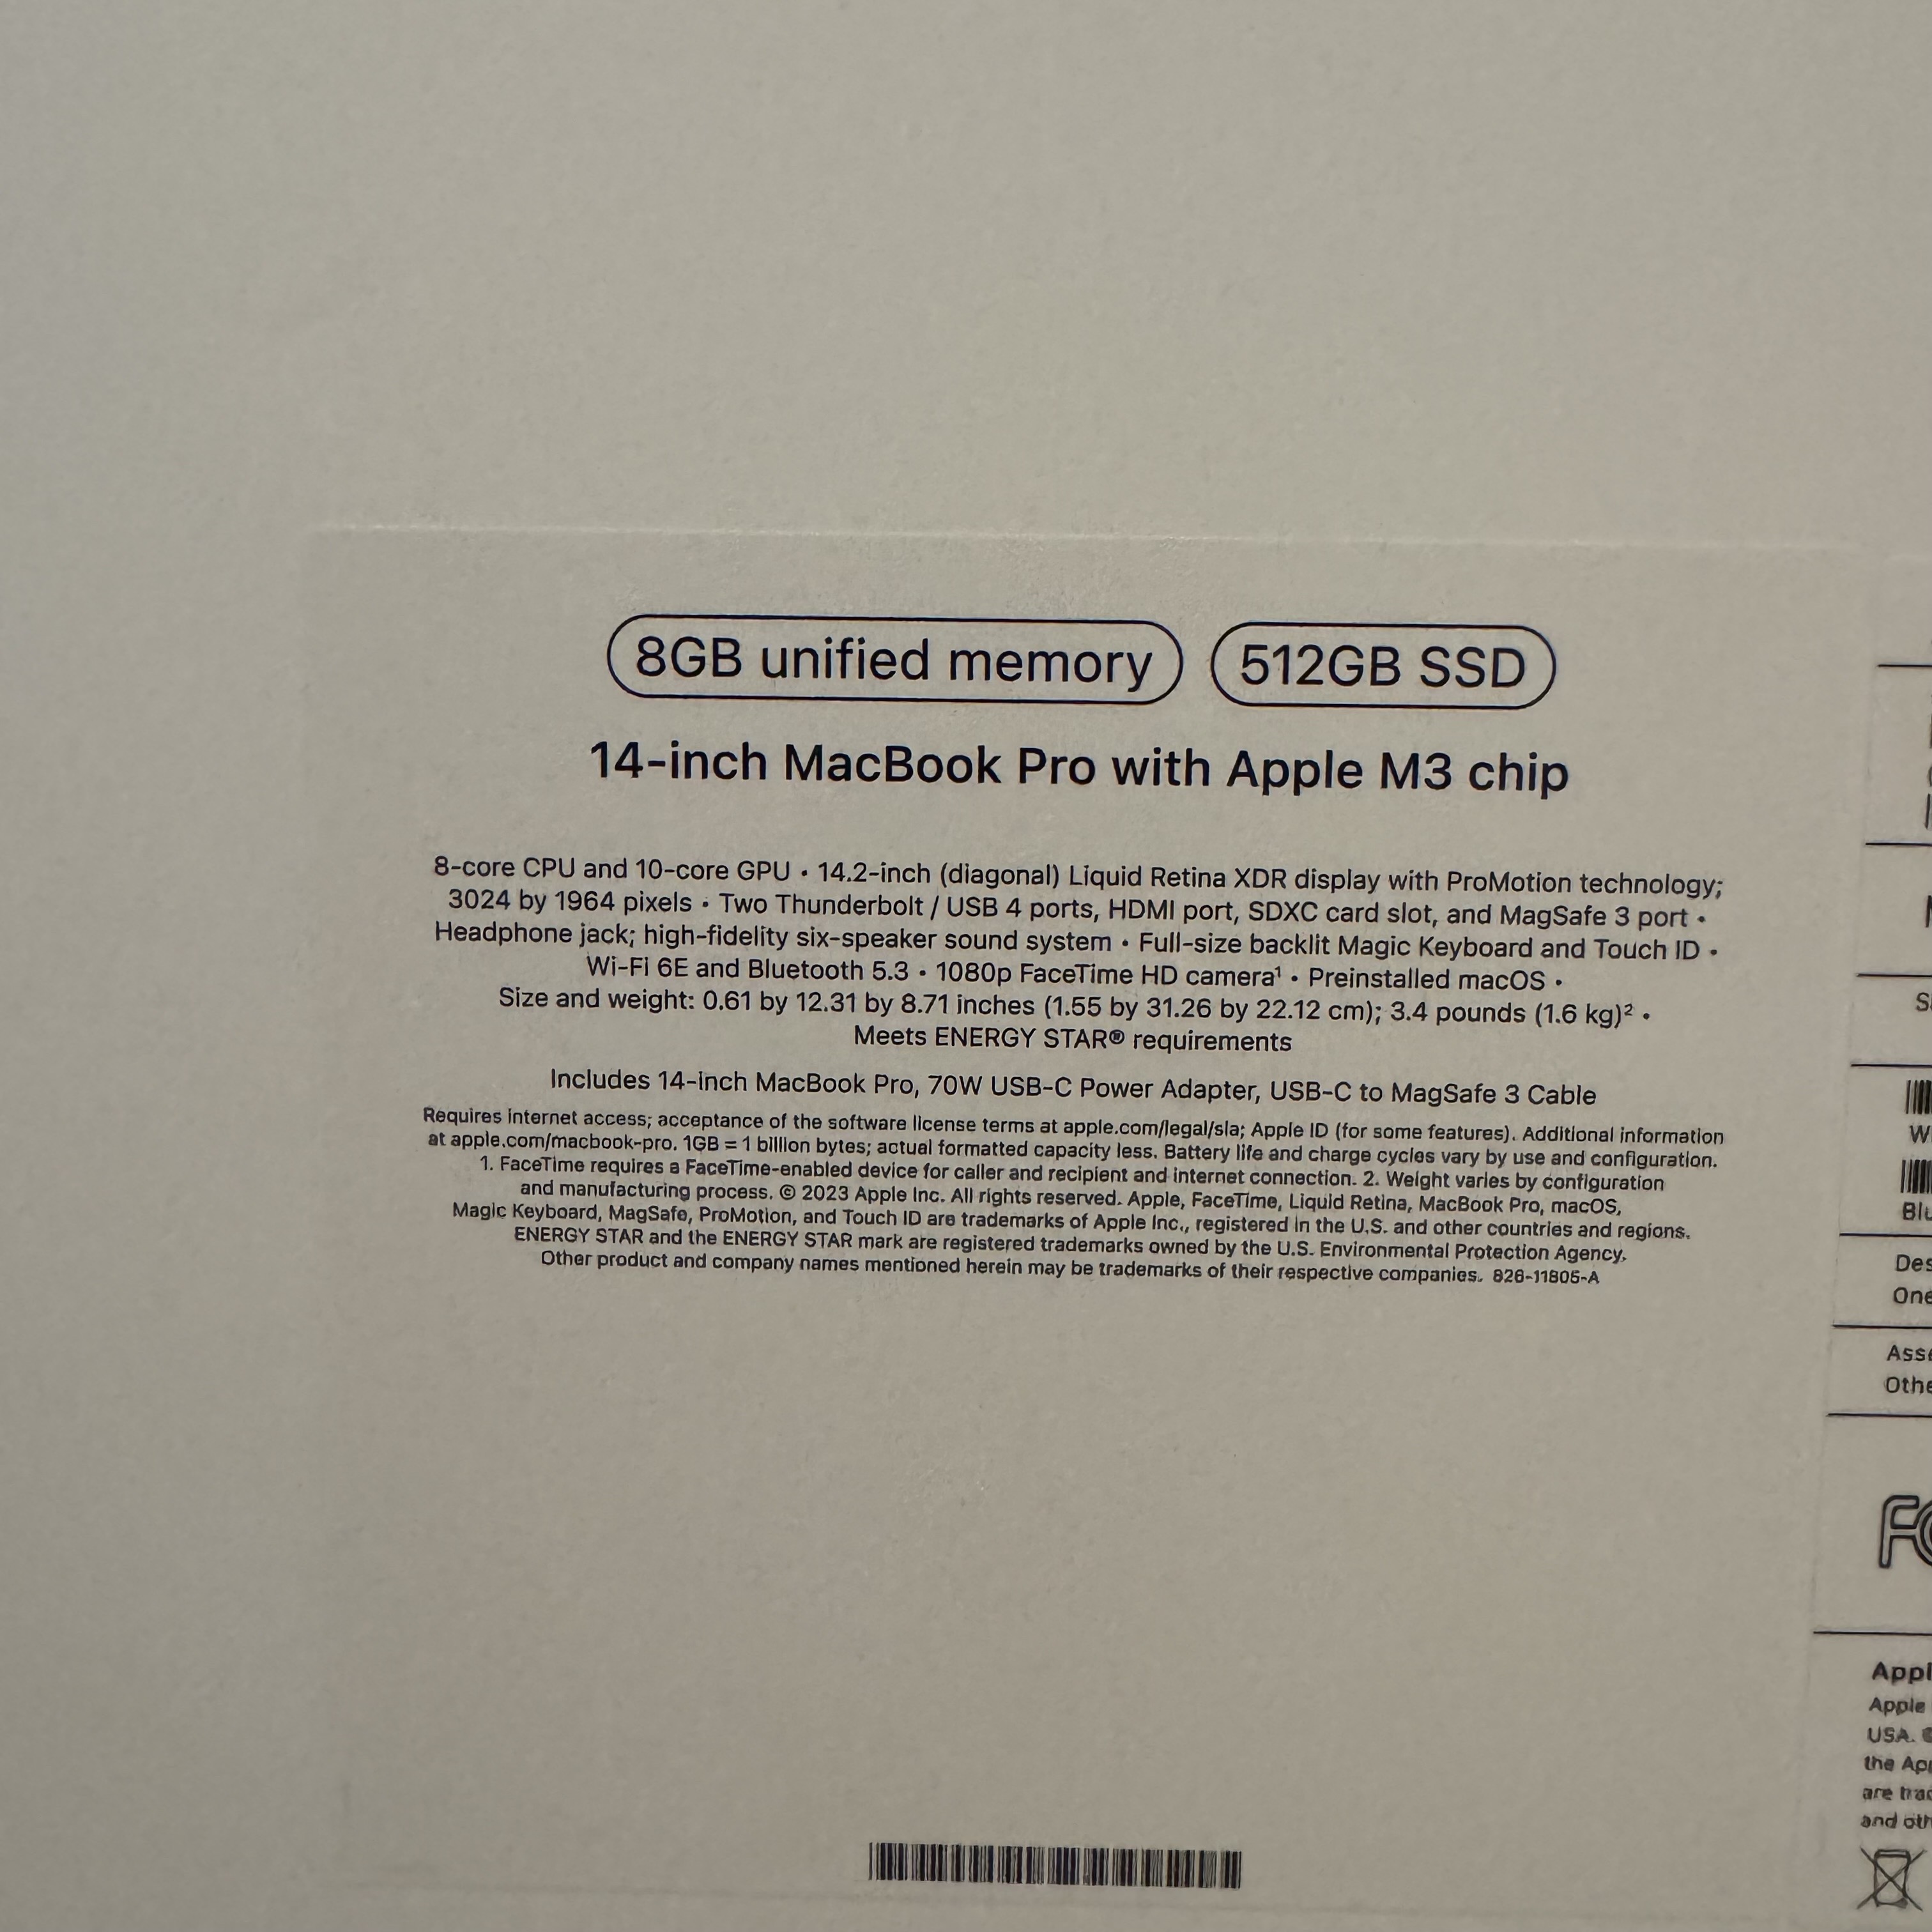 8GB unified memory 512GB SSD
14-inch MacBook Pro with Apple M3 chip
8-core CPU and 10-core GPU • 14.2-inch (diagonal) Liquid Retina XDR display with ProMotion technology;
3024 by 1964 pixels • Two Thunderbolt / USB 4 ports, HDMI port, SDXC card slot, and MagSafe 3 port •
Headphone jack; high-fidelity six-speaker sound system • Full-size backlit Magic Keyboard and Touch ID •
Wi-Fi 6E and Bluetooth 5.3 • 1080p FaceTime HD camera¹ • Preinstalled macOS •
Size and weight: 0.61 by 12.31 by 8.71 inches (1.55 by 31.26 by 22.12 cm); 3.4 pounds (1.6 kg)² •
Meets ENERGY STAR® requirements
Includes 14-inch MacBook Pro, 70W USB-C Power Adapter, USB-C to MagSafe 3 Cable
Requires internet access; acceptance of the software license terms at apple.com/legal/sla; Apple ID (for some features). Additional information
at apple.com/macbook-pro. 1GB = 1 billion bytes; actual formatted capacity less. Battery life and charge cycles vary by use and configuration.
1. FaceTime requires a FaceTime-enabled device for caller and recipient and internet connection. 2. Weight varies by configuration
and manufacturing process. © 2023 Apple Inc. All rights reserved. Apple, FaceTime, Liquid Retina, MacBook Pro, macOS,
Magic Keyboard, MagSafe, ProMotion, and Touch ID are trademarks of Apple Inc., registered in the U.S. and other countries and regions.
ENERGY STAR and the ENERGY STAR mark are registered trademarks owned by the U.S. Environmental Protection Agency.
Other product and company names mentioned herein may be trademarks of their respective companies. 826-11805-A
Apple
USA.
the
are
and